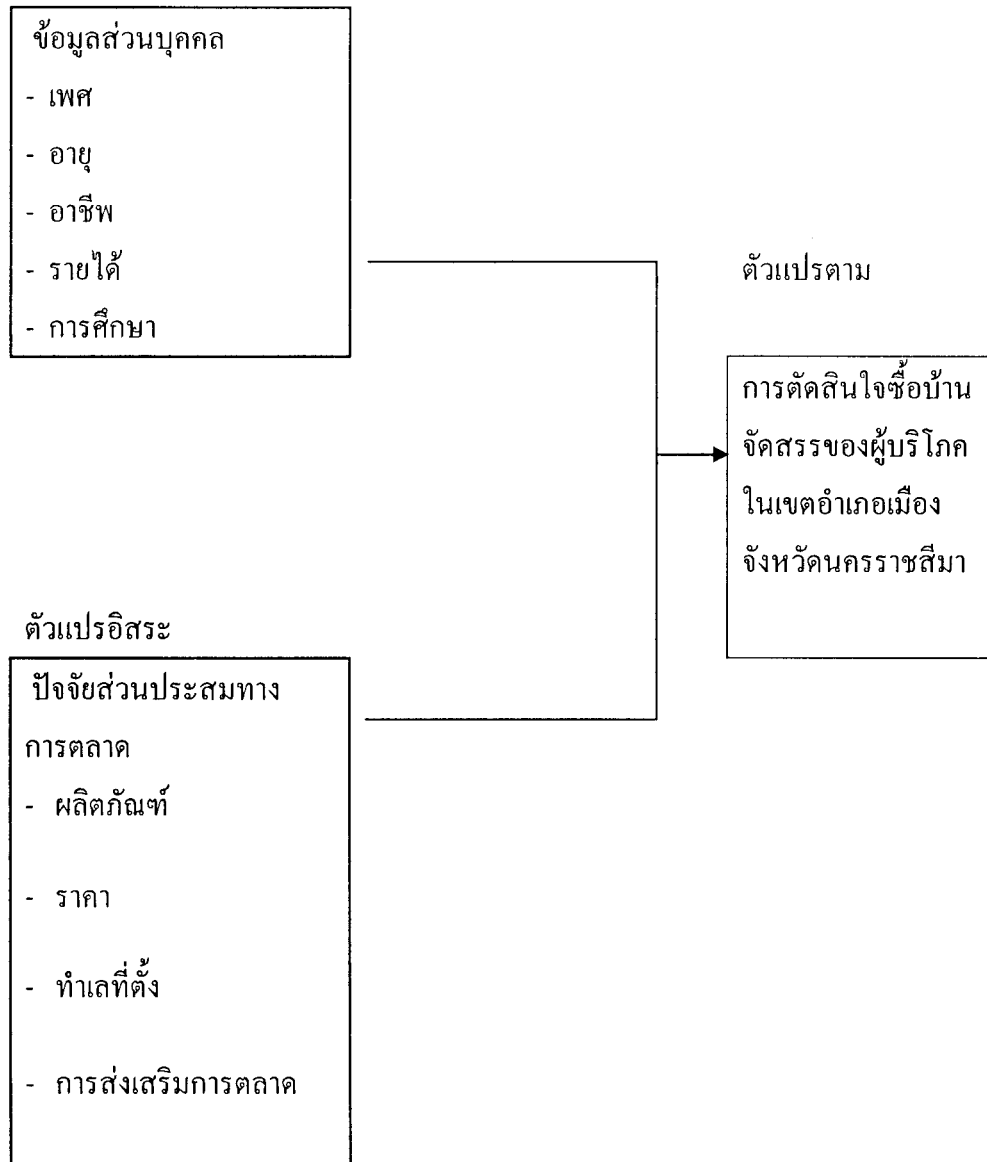 ข้อมูลส่วนบุคคล
- เพศ
- อายุ
- อาชีพ
- รายได้
- การศึกษา
ตัวแปรตาม
การตัดสินใจซื้อบ้าน
จัดสรรของผู้บริโภค
ในเขตอำเภอเมือง
จังหวัดนครราชสีมา
ตัวแปรอิสระ
ปัจจัยส่วนประสมทาง
การตลาด
- ผลิตภัณฑ์
- ราคา
- ทำเลที่ตั้ง
- การส่งเสริมการตลาด